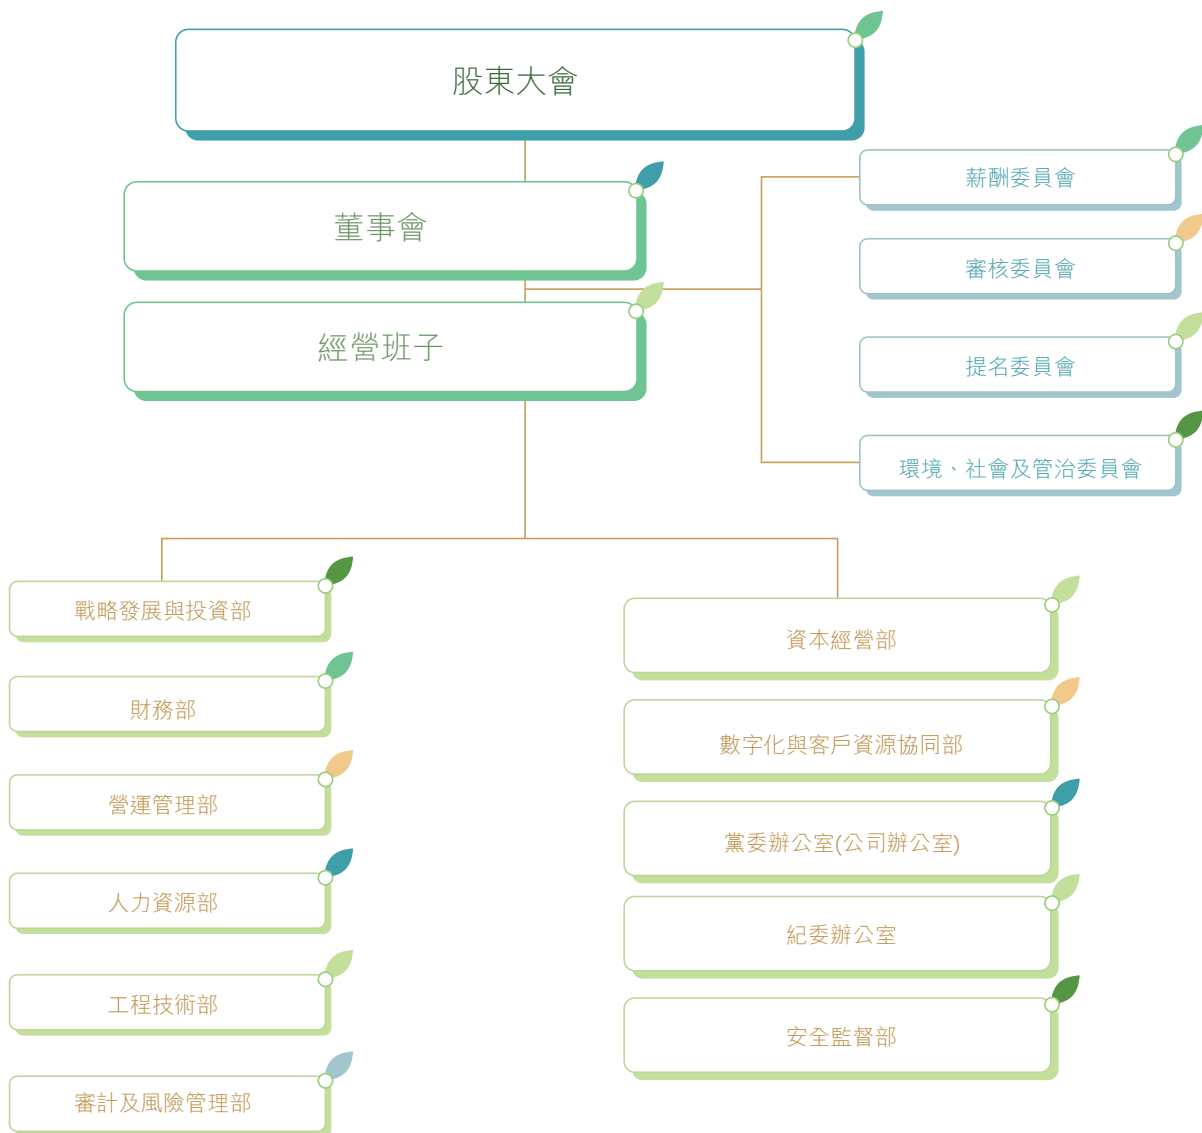 股東大會
董事會
經營班子
薪酬委員會
審核委員會
提名委員會
環境、社會及管治委員會
戰略發展與投資部
財務部
營運管理部
人力資源部
工程技術部
審計及風險管理部
資本經營部
數字化與客戶資源協同部
黨委辦公室(公司辦公室)
紀委辦公室
安全監督部